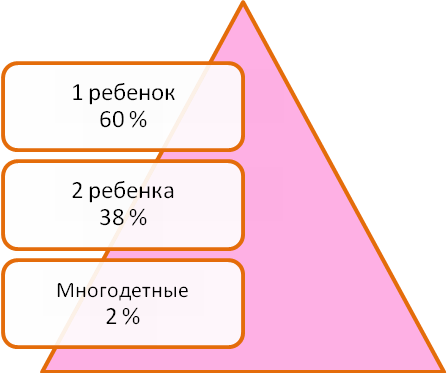 1 ребенок
60 %
2 ребенка
38 %
Многодетные
2 %